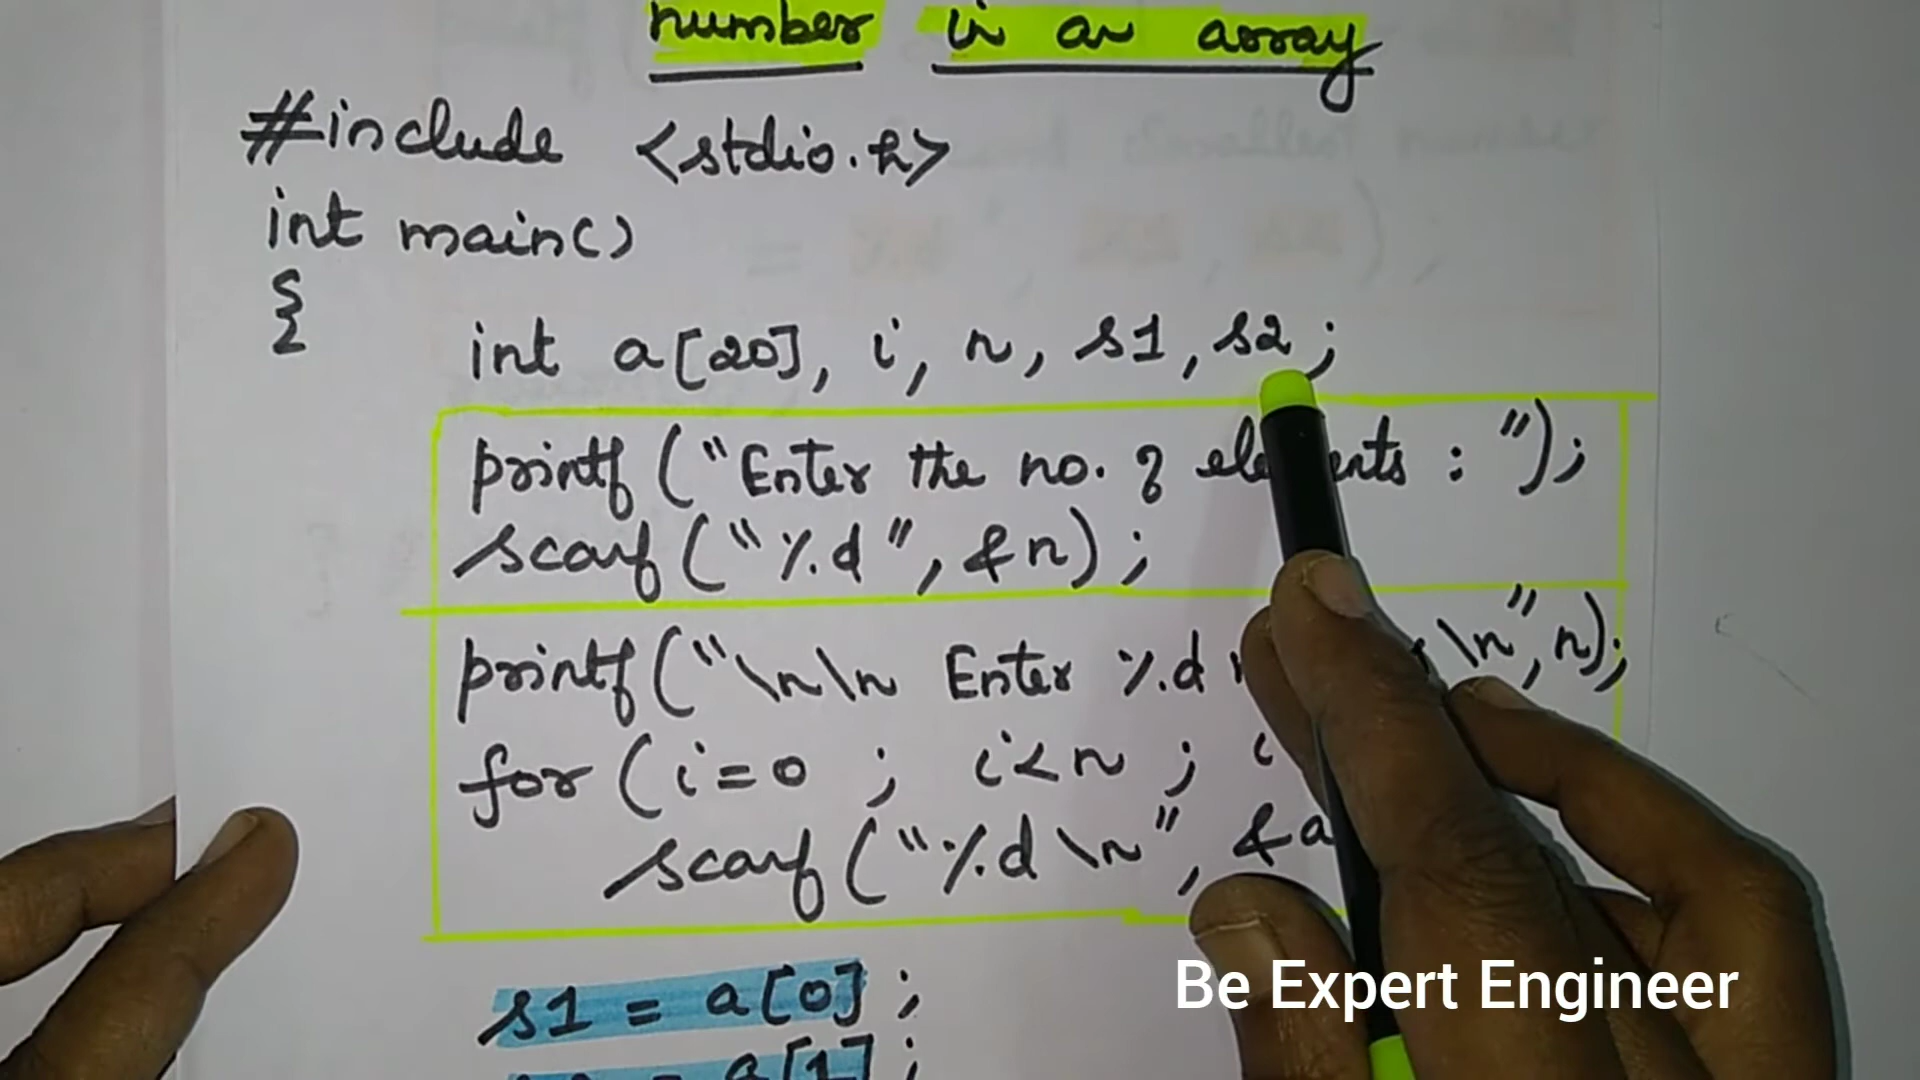 number in an array
#include <stdio.h>
int main()
{
int a[20], i, n, s1, s2;
printf("Enter the no. of elements : ");
scanf("%d", &n);
printf("\n\n Enter %d \n", n);
for (i=0 ; i<n ; i
scanf("%d\n", &a
s1 = a[0];
= a[1];
Be Expert Engineer